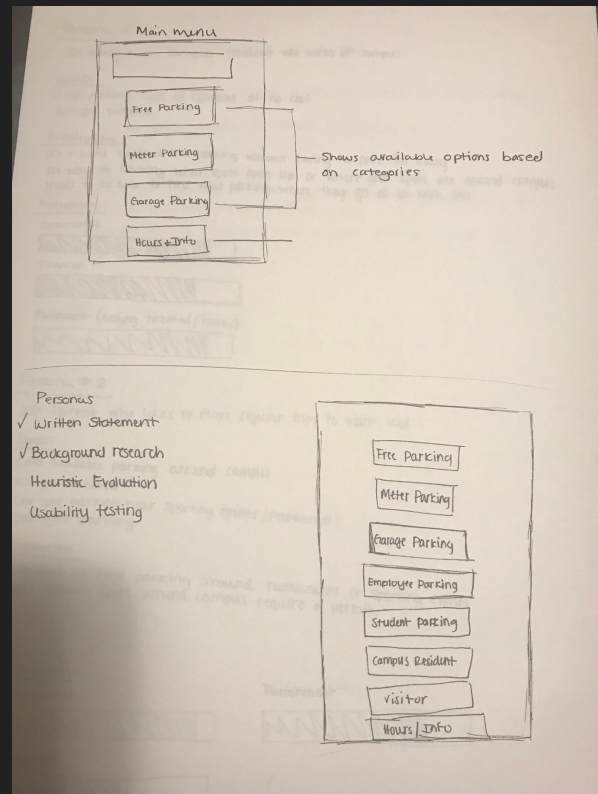 Main menu
Free Parking
Meter Parking
Garage Parking
Hours + Info
Shows available options based
on categories
Personas
✓ Written Statement
✓ Background research
Heuristic Evaluation
Usability testing
Free Parking
Meter Parking
Garage Parking
Employee Parking
Student parking
Campus Resident
Visitor
Hours | Info